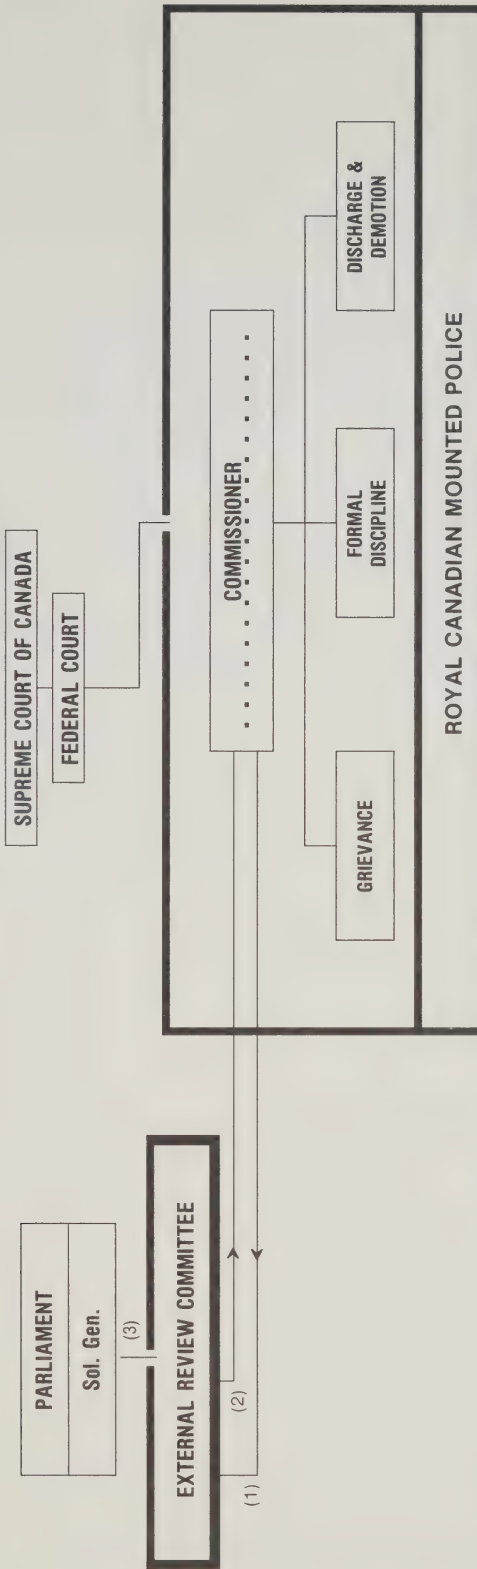 PARLIAMENT
Sol. Gen.
(3)
EXTERNAL REVIEW COMMITTEE
(2)
(1)
SUPREME COURT OF CANADA
FEDERAL COURT
COMMISSIONER
GRIEVANCE
FORMAL
DISCIPLINE
DISCHARGE &
DEMOTION
ROYAL CANADIAN MOUNTED POLICE